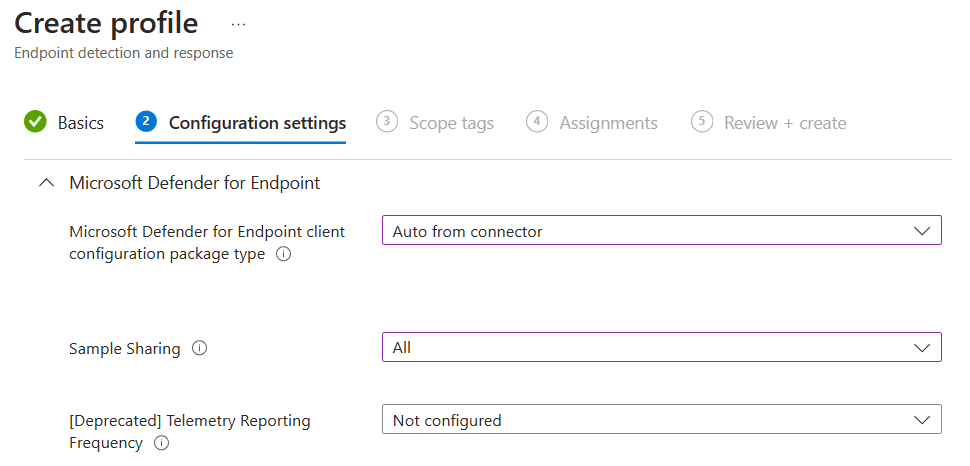 Create profile ...
Endpoint detection and response
Basics 2 Configuration settings 3 Scope tags 4 Assignments 5 Review + create
Microsoft Defender for Endpoint
Microsoft Defender for Endpoint client
configuration package type
Auto from connector
Sample Sharing
All
[Deprecated] Telemetry Reporting
Frequency
Not configured